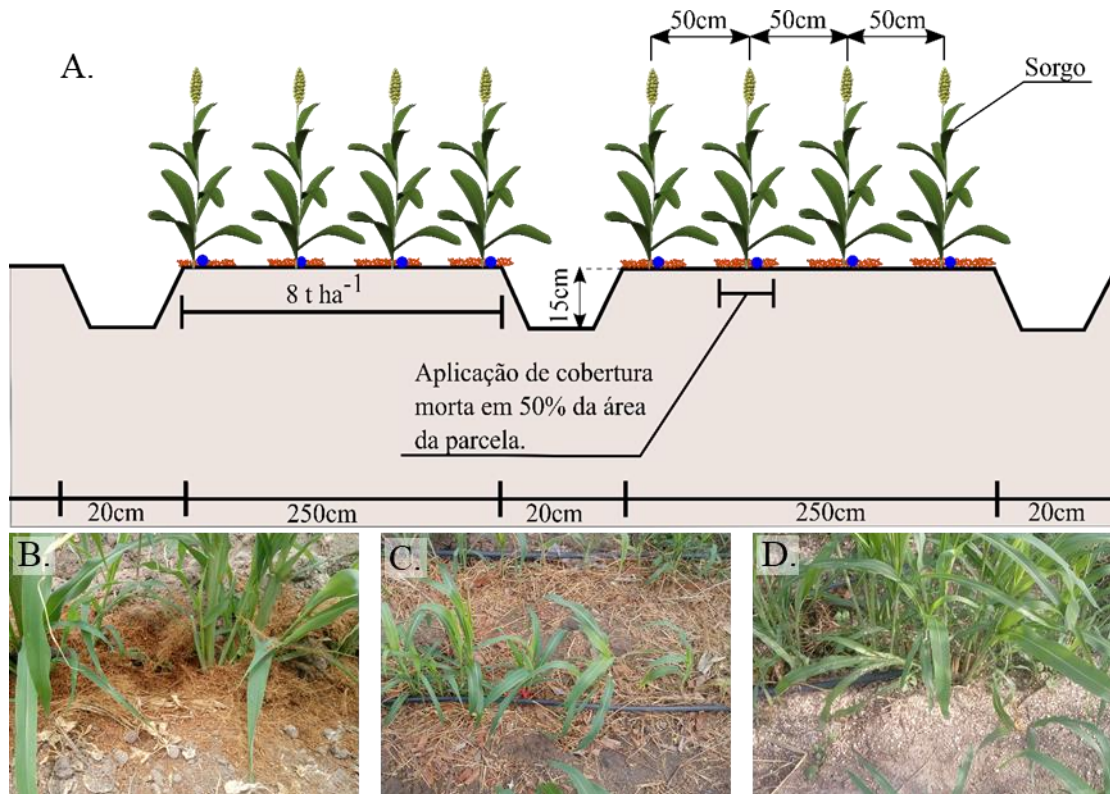 A.
50cm
50cm
50cm
Sorgo
8 t ha⁻¹
15cm
Aplicação de cobertura
morta em 50% da área
da parcela.
20cm
250cm
20cm
250cm
20cm
B.
C.
D.